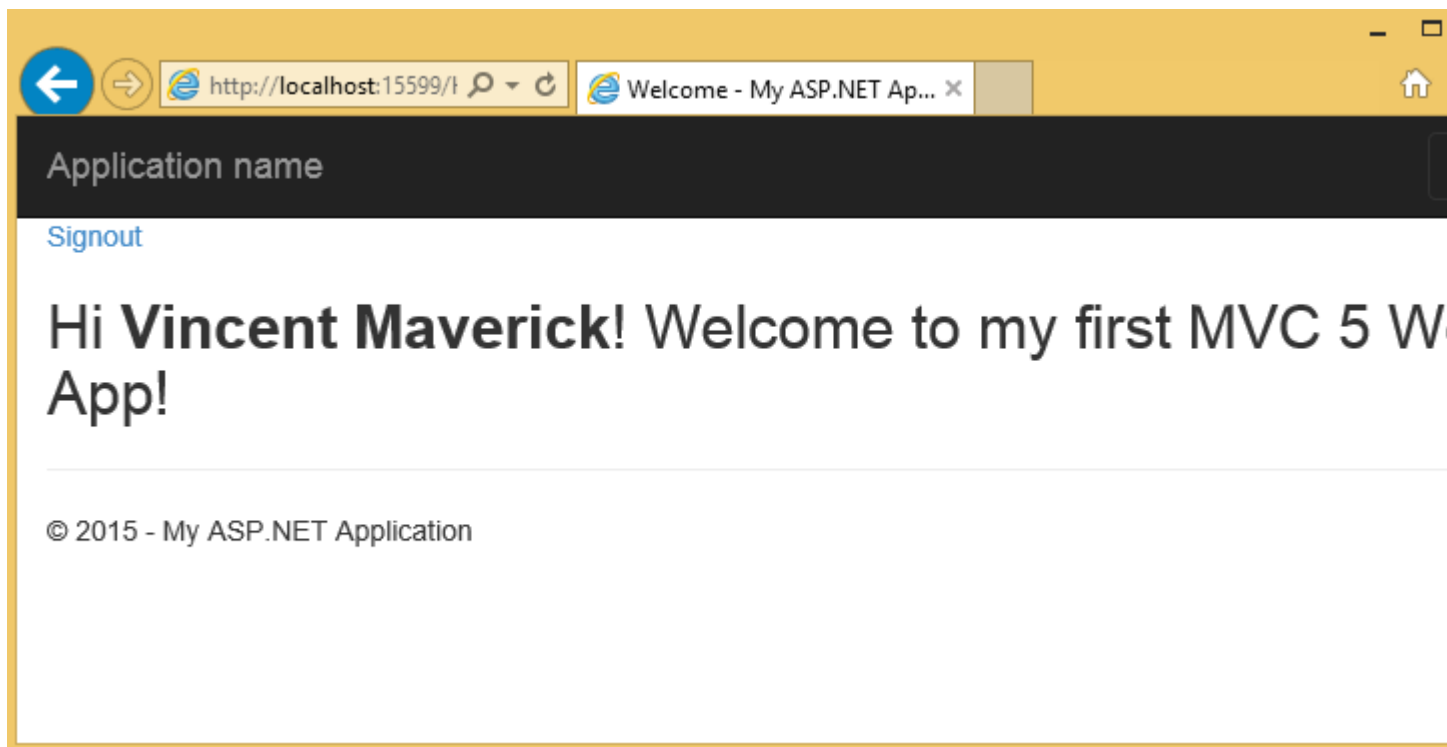 http://localhost:15599/
Welcome - My ASP.NET Ap...
Application name
Signout
Hi Vincent Maverick! Welcome to my first MVC 5
App!
© 2015 - My ASP.NET Application